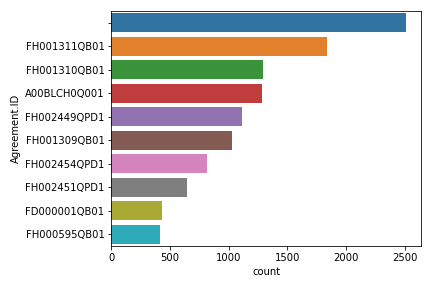 Agreement.ID
FH001311QB01
FH001310QB01
A00BLCH0Q001
FH002449QPD1
FH001309QB01
FH002454QPD1
FH002451QPD1
FD000001QB01
FH000595QB01
0 500 1000 1500 2000 2500
count